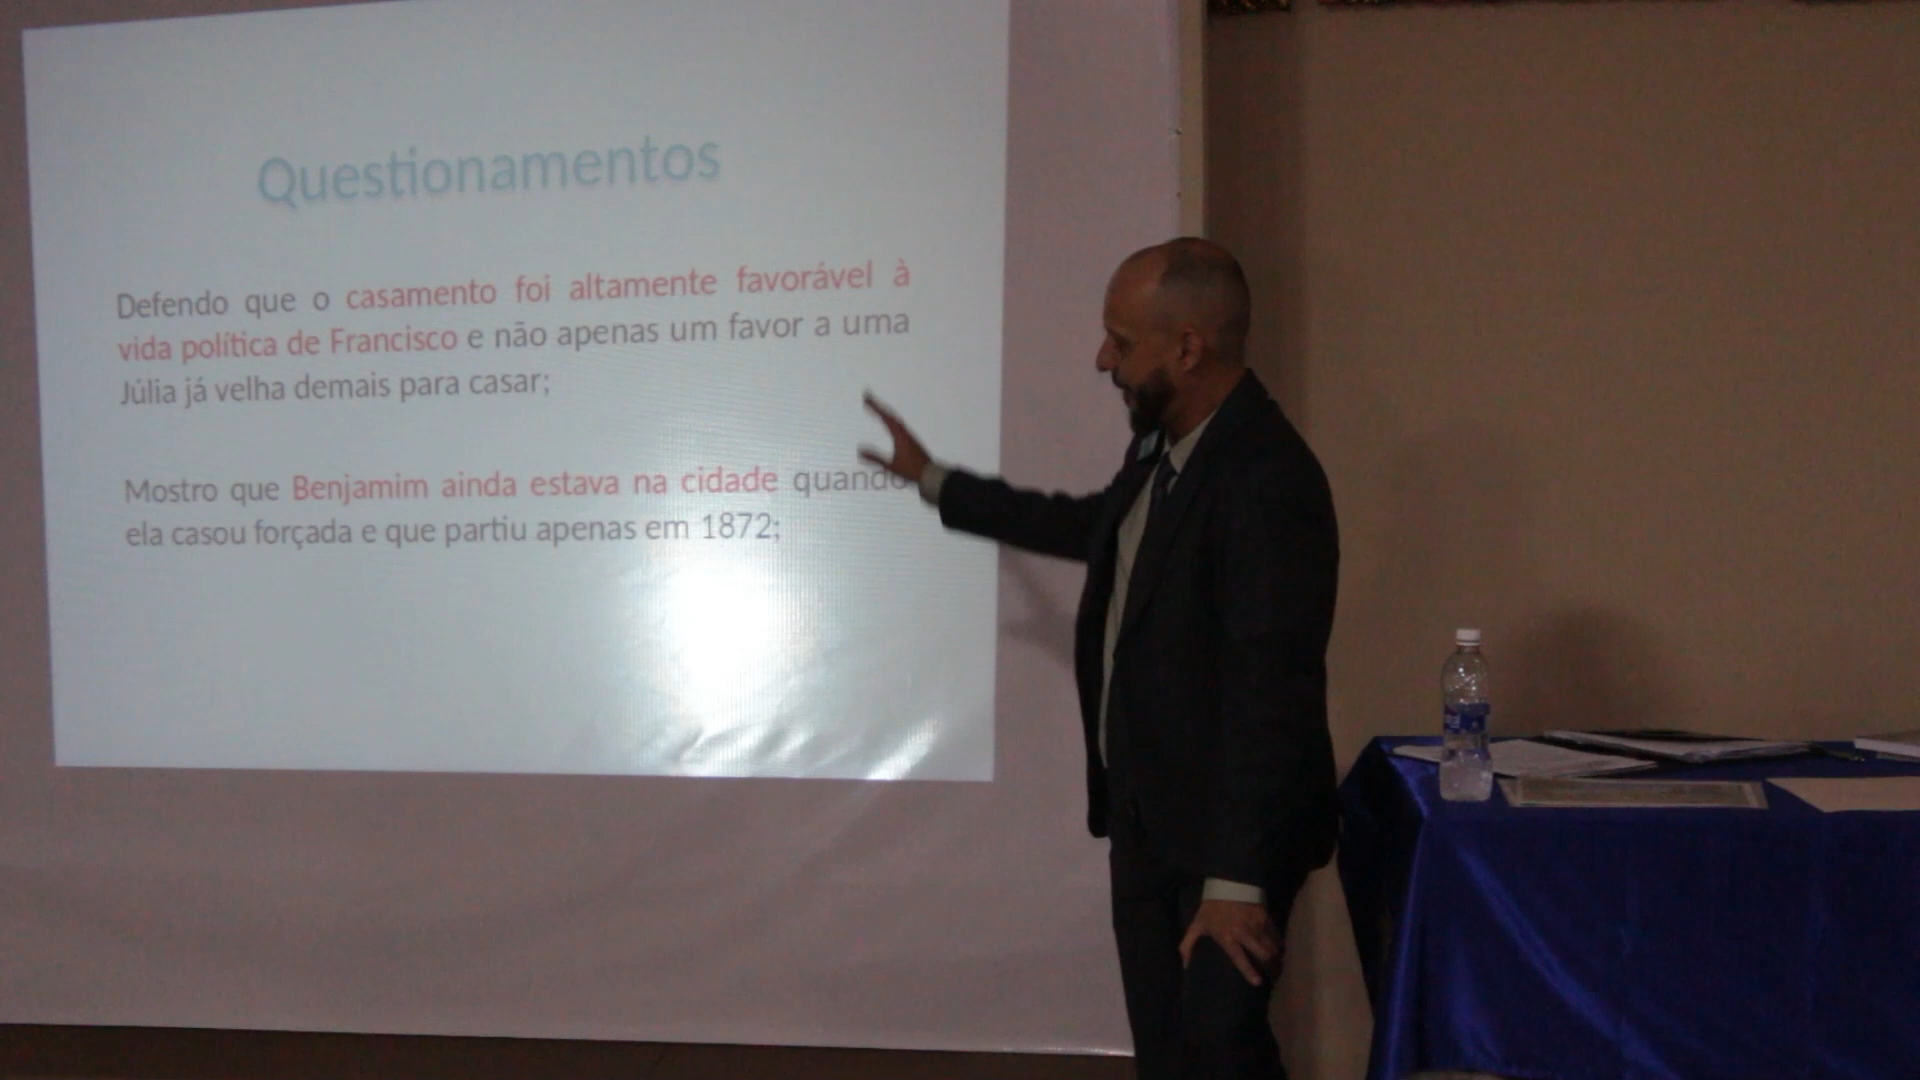 Questionamentos
Defendo que o casamento foi altamente favorável à
vida política de Francisco e não apenas um favor a uma
Júlia já velha demais para casar;
Mostro que Benjamim ainda estava na cidade quando
ela casou forçada e que partiu apenas em 1872;